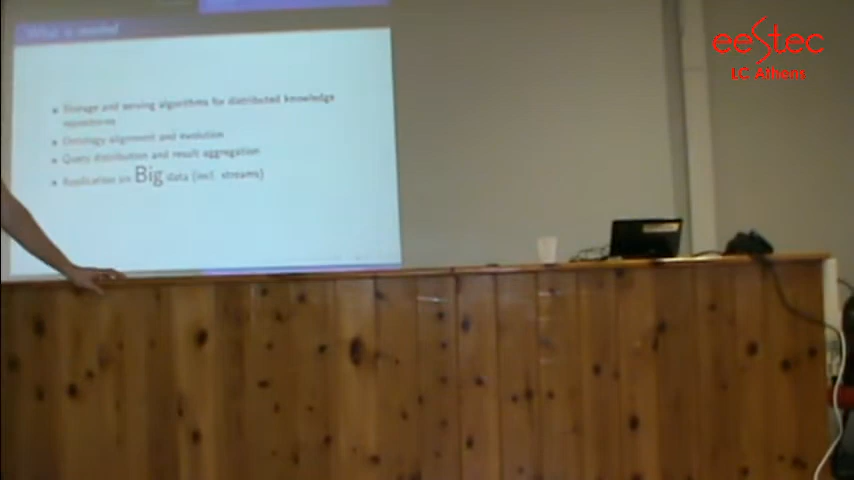 What is needed
eestec
LC Athens
Storage and serving algorithms for distributed knowledge
repositories
Ontology alignment and evolution
Query distribution and result aggregation
Application on Big data (incl. streams)